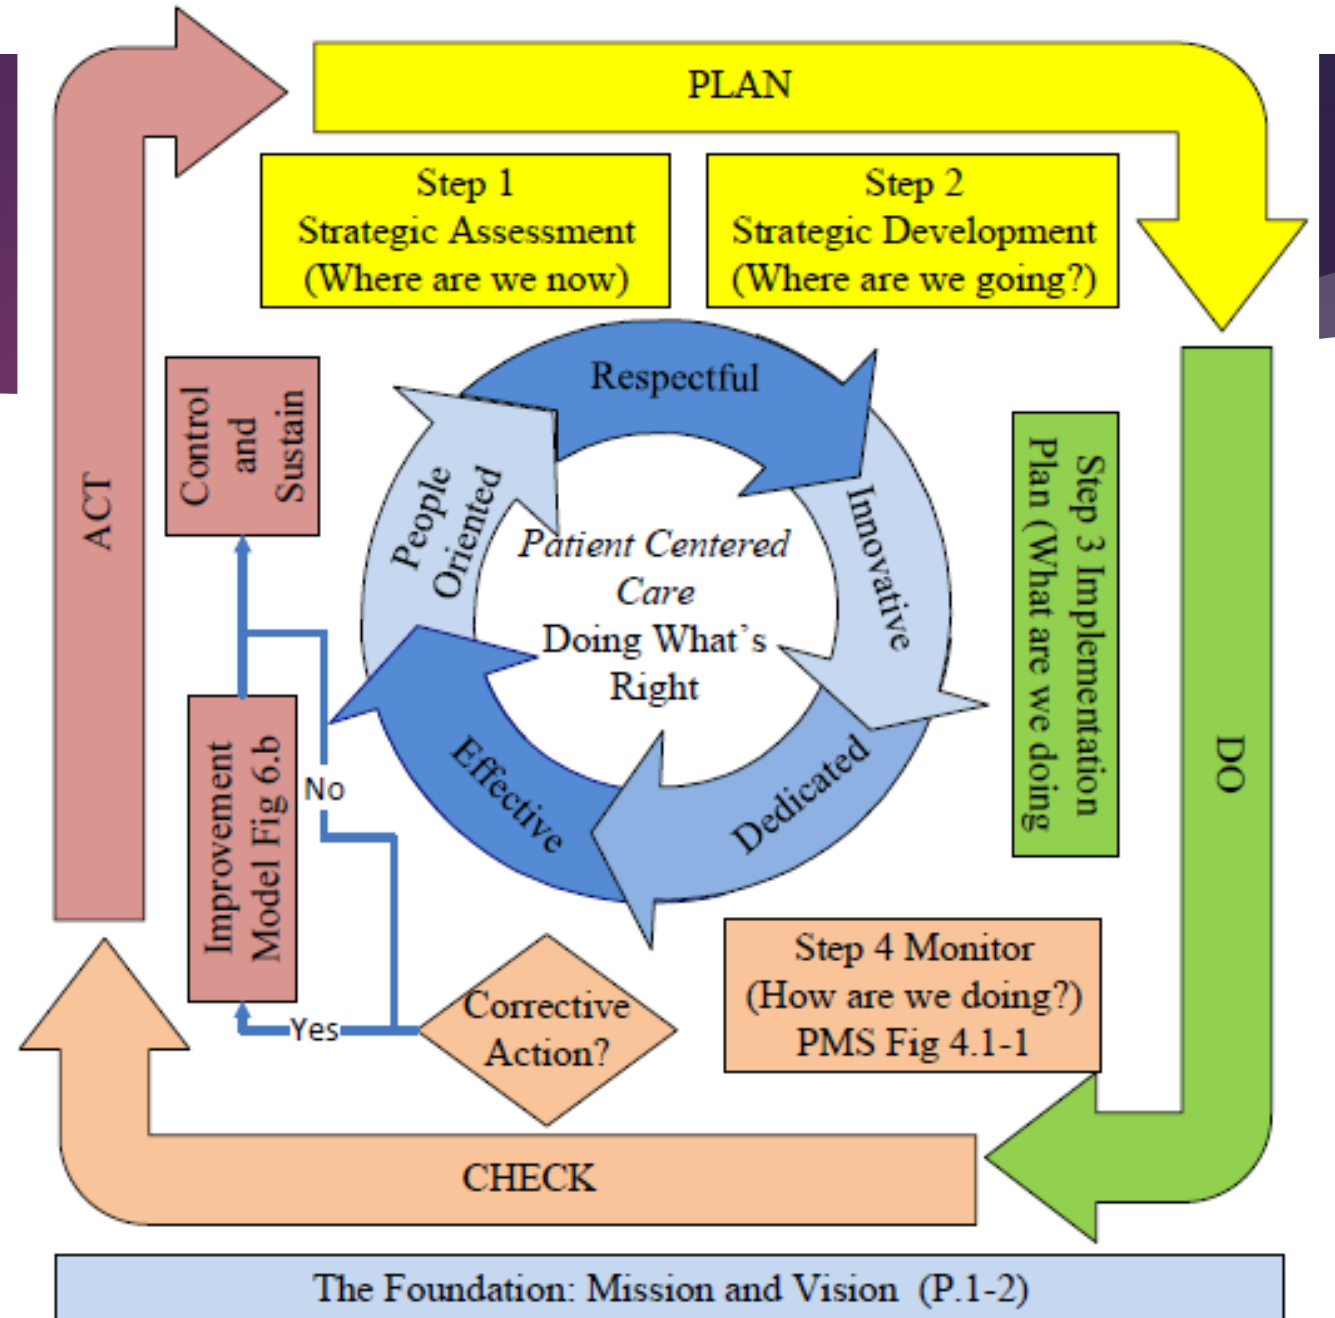 PLAN
Step 1
Strategic Assessment
(Where are we now)
Step 2
Strategic Development
(Where are we going?)
Respectful
Innovative
Dedicated
Effective
People
Oriented
Patient Centered
Care
Doing What's
Right
Step 3 Implementation
Plan (What are we doing
DO
Step 4 Monitor
(How are we doing?)
PMS Fig 4.1-1
CHECK
Corrective
Action?
Yes
No
Improvement
Model Fig 6.b
Control
and
Sustain
ACT
The Foundation: Mission and Vision (P.1-2)